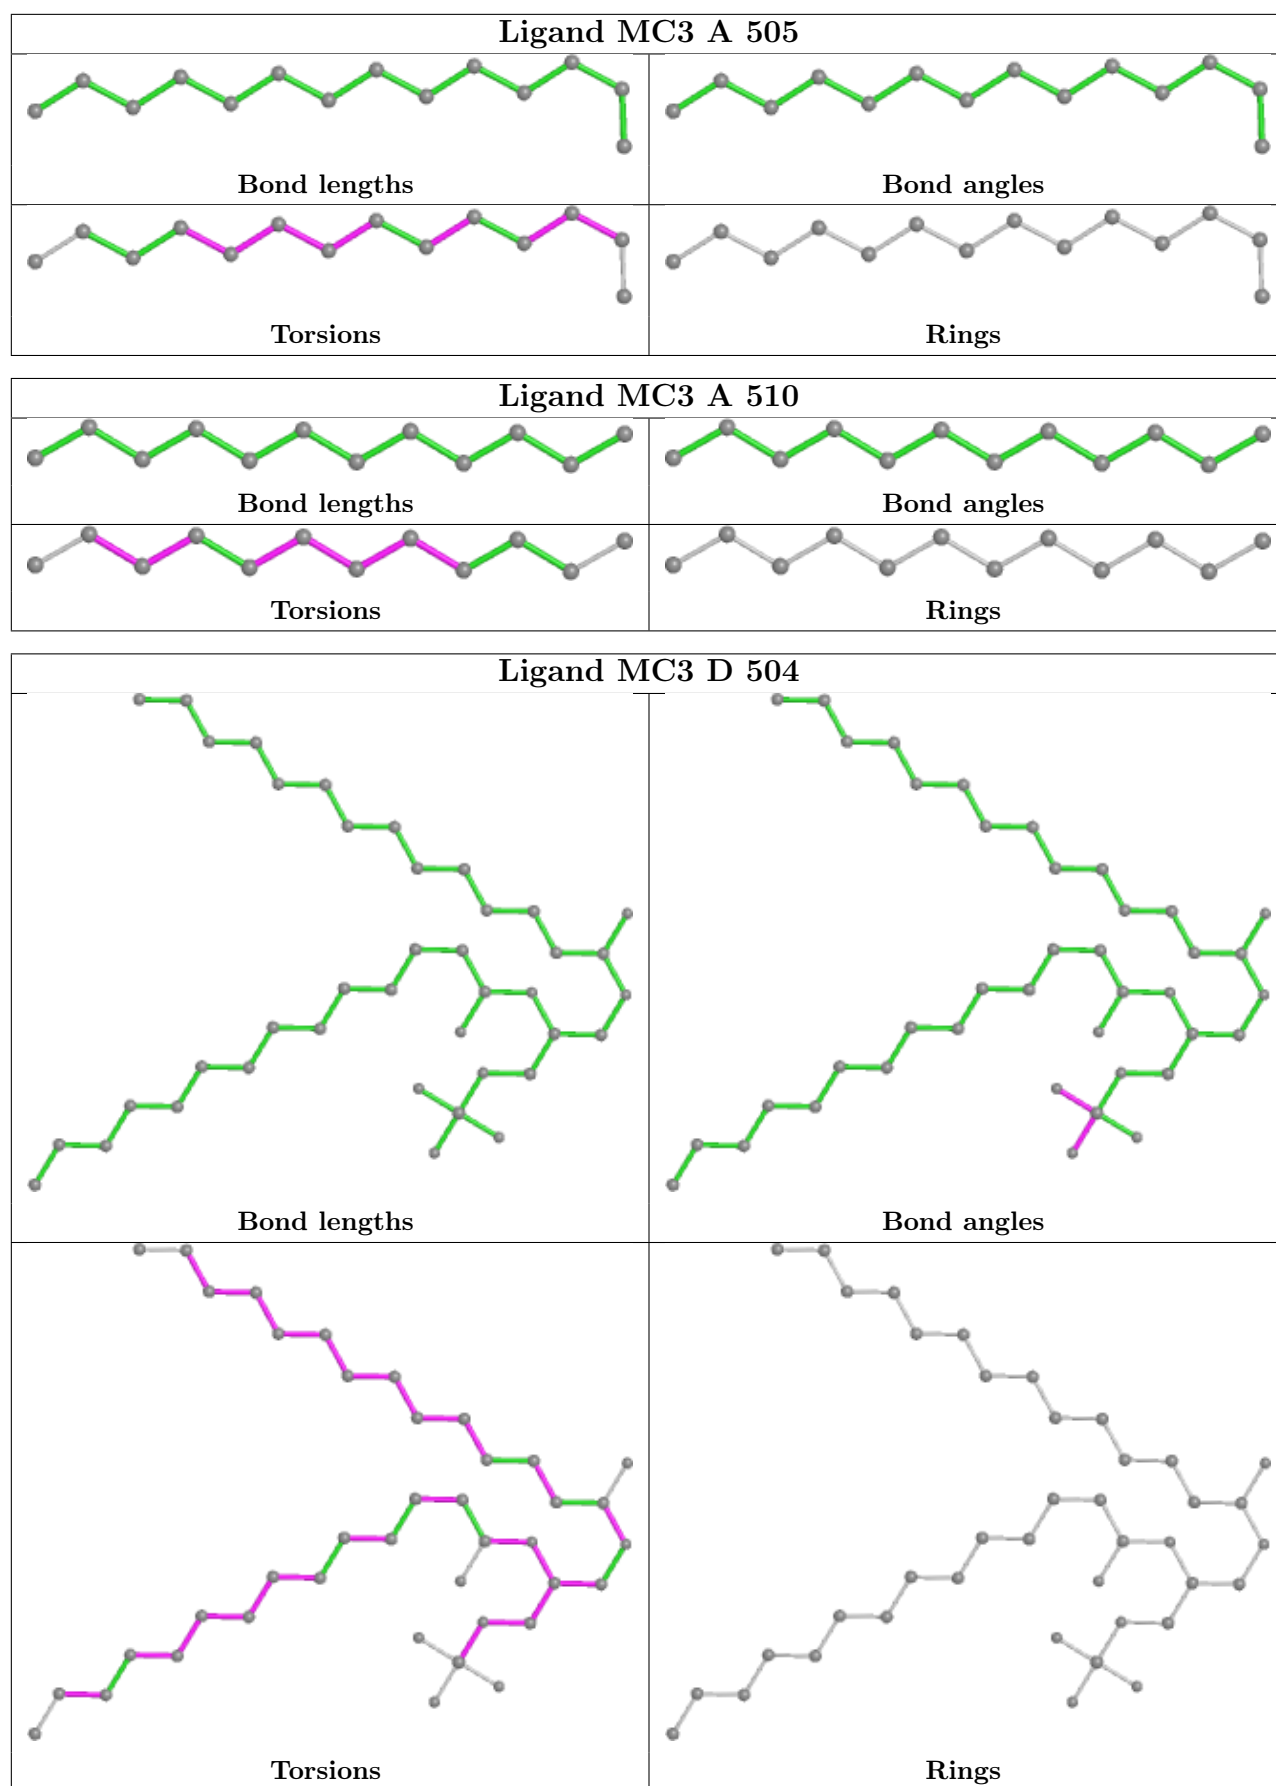 Ligand MC3 A 505
Bond lengths
Bond angles
Torsions
Rings
Ligand MC3 A 510
Bond lengths
Bond angles
Torsions
Rings
Ligand MC3 D 504
Bond lengths
Bond angles
Torsions
Rings